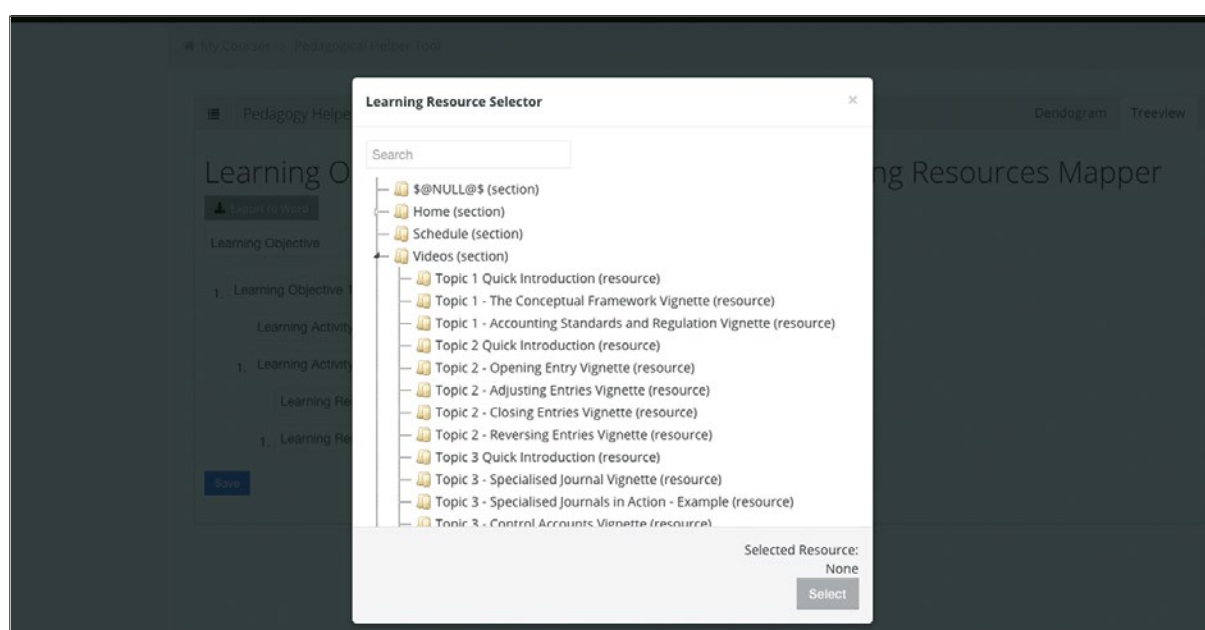 My Courses > Pedagogical Helper Tool
Pedagogy Helpe
Dendogram Treeview
Learning O
ng Resources Mapper
Export to Word
Learning Objective
1. Learning Objective 1
Learning Activity
1. Learning Activity
Learning Re
1. Learning Re
Save
Learning Resource Selector ×
Search
$@NULL@$ (section)
Home (section)
Schedule (section)
Videos (section)
Topic 1 Quick Introduction (resource)
Topic 1 - The Conceptual Framework Vignette (resource)
Topic 1 - Accounting Standards and Regulation Vignette (resource)
Topic 2 Quick Introduction (resource)
Topic 2 - Opening Entry Vignette (resource)
Topic 2 - Adjusting Entries Vignette (resource)
Topic 2 - Closing Entries Vignette (resource)
Topic 2 - Reversing Entries Vignette (resource)
Topic 3 Quick Introduction (resource)
Topic 3 - Specialised Journal Vignette (resource)
Topic 3 - Specialised Journals in Action - Example (resource)
Topic 3 - Control Accounts Vignette (resource)
Selected Resource:
None
Select